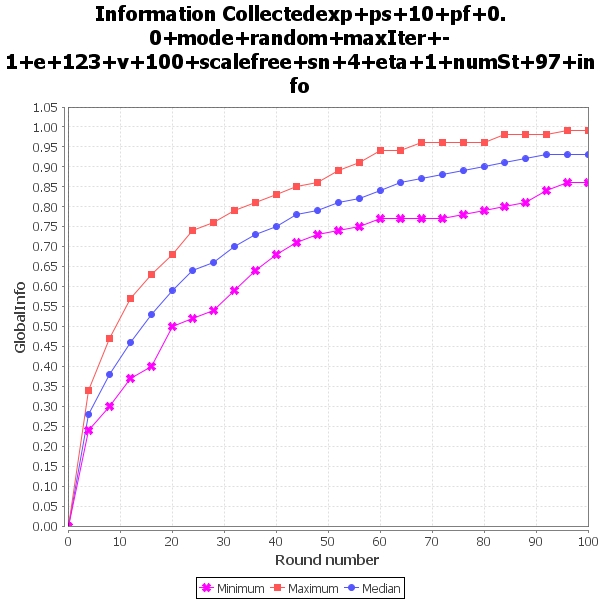 Information Collectedexp+ps+10+pf+0.
0+mode+random+maxIter+-
1+e+123+v+100+scalefree+sn+4+eta+1+numSt+97+in
fo
1.05
1.00
0.95
0.90
0.85
0.80
0.75
0.70
0.65
0.60
0.55
0.50
0.45
0.40
0.35
0.30
0.25
0.20
0.15
0.10
0.05
0.00
GlobalInfo
0 10 20 30 40 50 60 70 80 90 100
Round number
Minimum Maximum Median